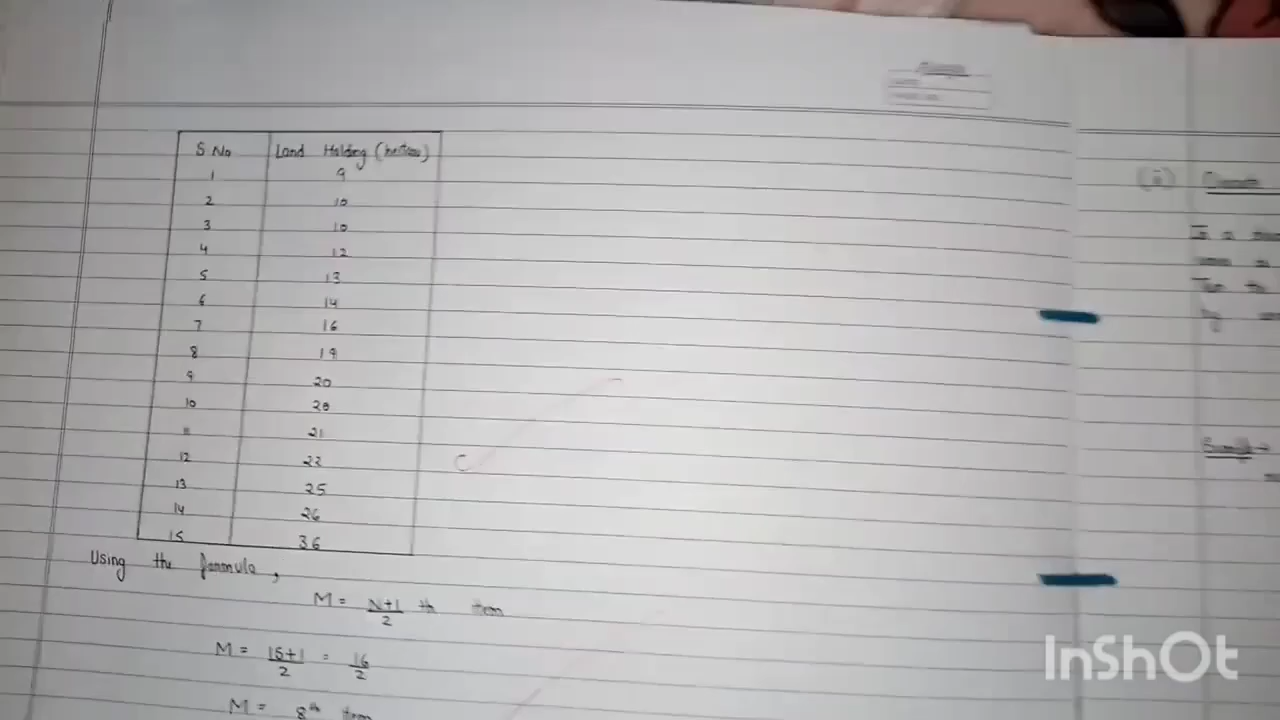 S No Land Holding (hectares)
1 9
2 10
3 10
4 12
5 13
6 14
7 16
8 19
9 20
10 20
11 21
12 22
13 25
14 26
15 36
Using the formula,
M = N+1/2 th item
M = 15+1/2 = 16/2
M = 8th item
(ii)
InShOt